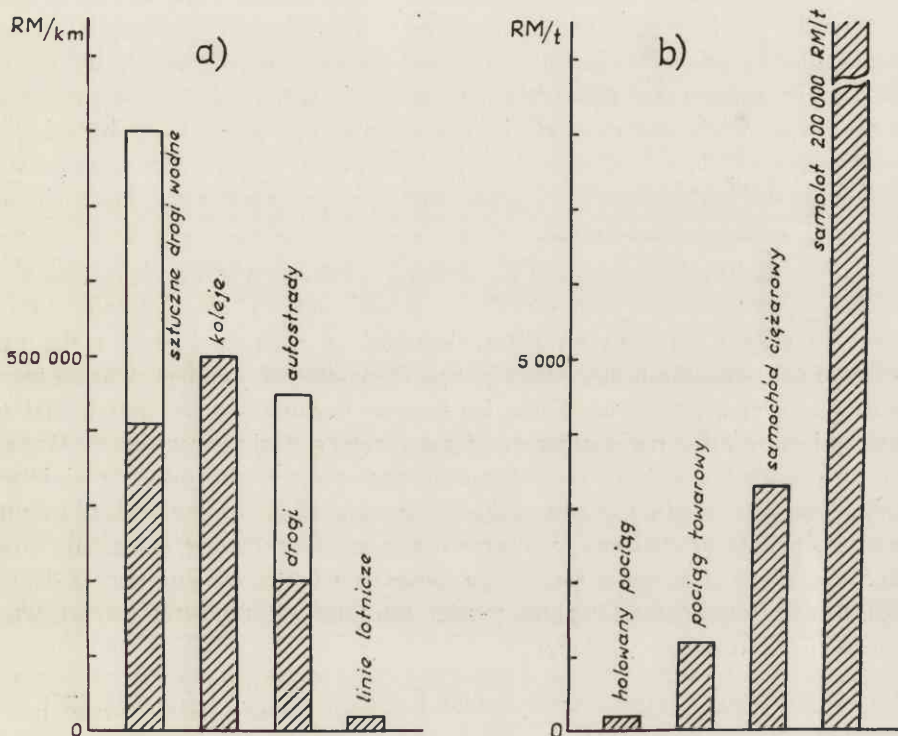 RM/km
a)
500 000
0
sztuczne drogi wodne
koleje
autostrady
drogi
linie lotnicze
RM/t
b)
5 000
0
holowany pociąg
pociąg towarowy
samochód ciężarowy
samolot 200 000 RM/t